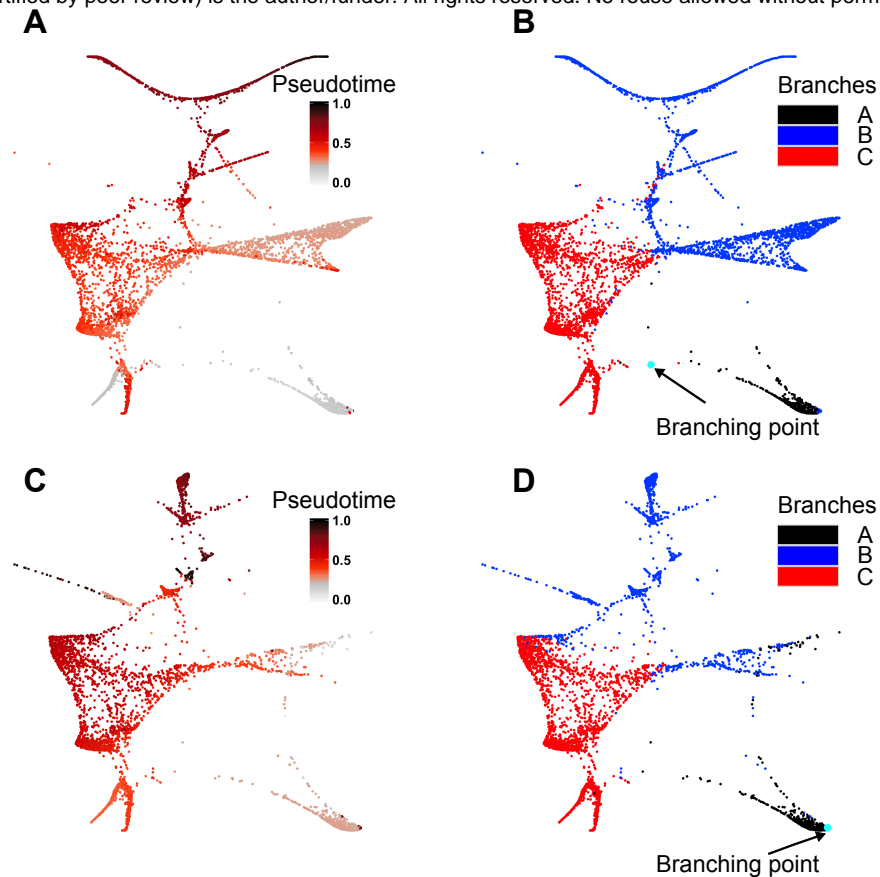 tified by peer review) is the author/funder. All rights reserved. No reuse allowed without perm
A
B
Pseudotime
1.0
0.5
0.0
Branches
A
B
C
Branching point
C
D
Pseudotime
1.0
0.5
0.0
Branches
A
B
C
Branching point